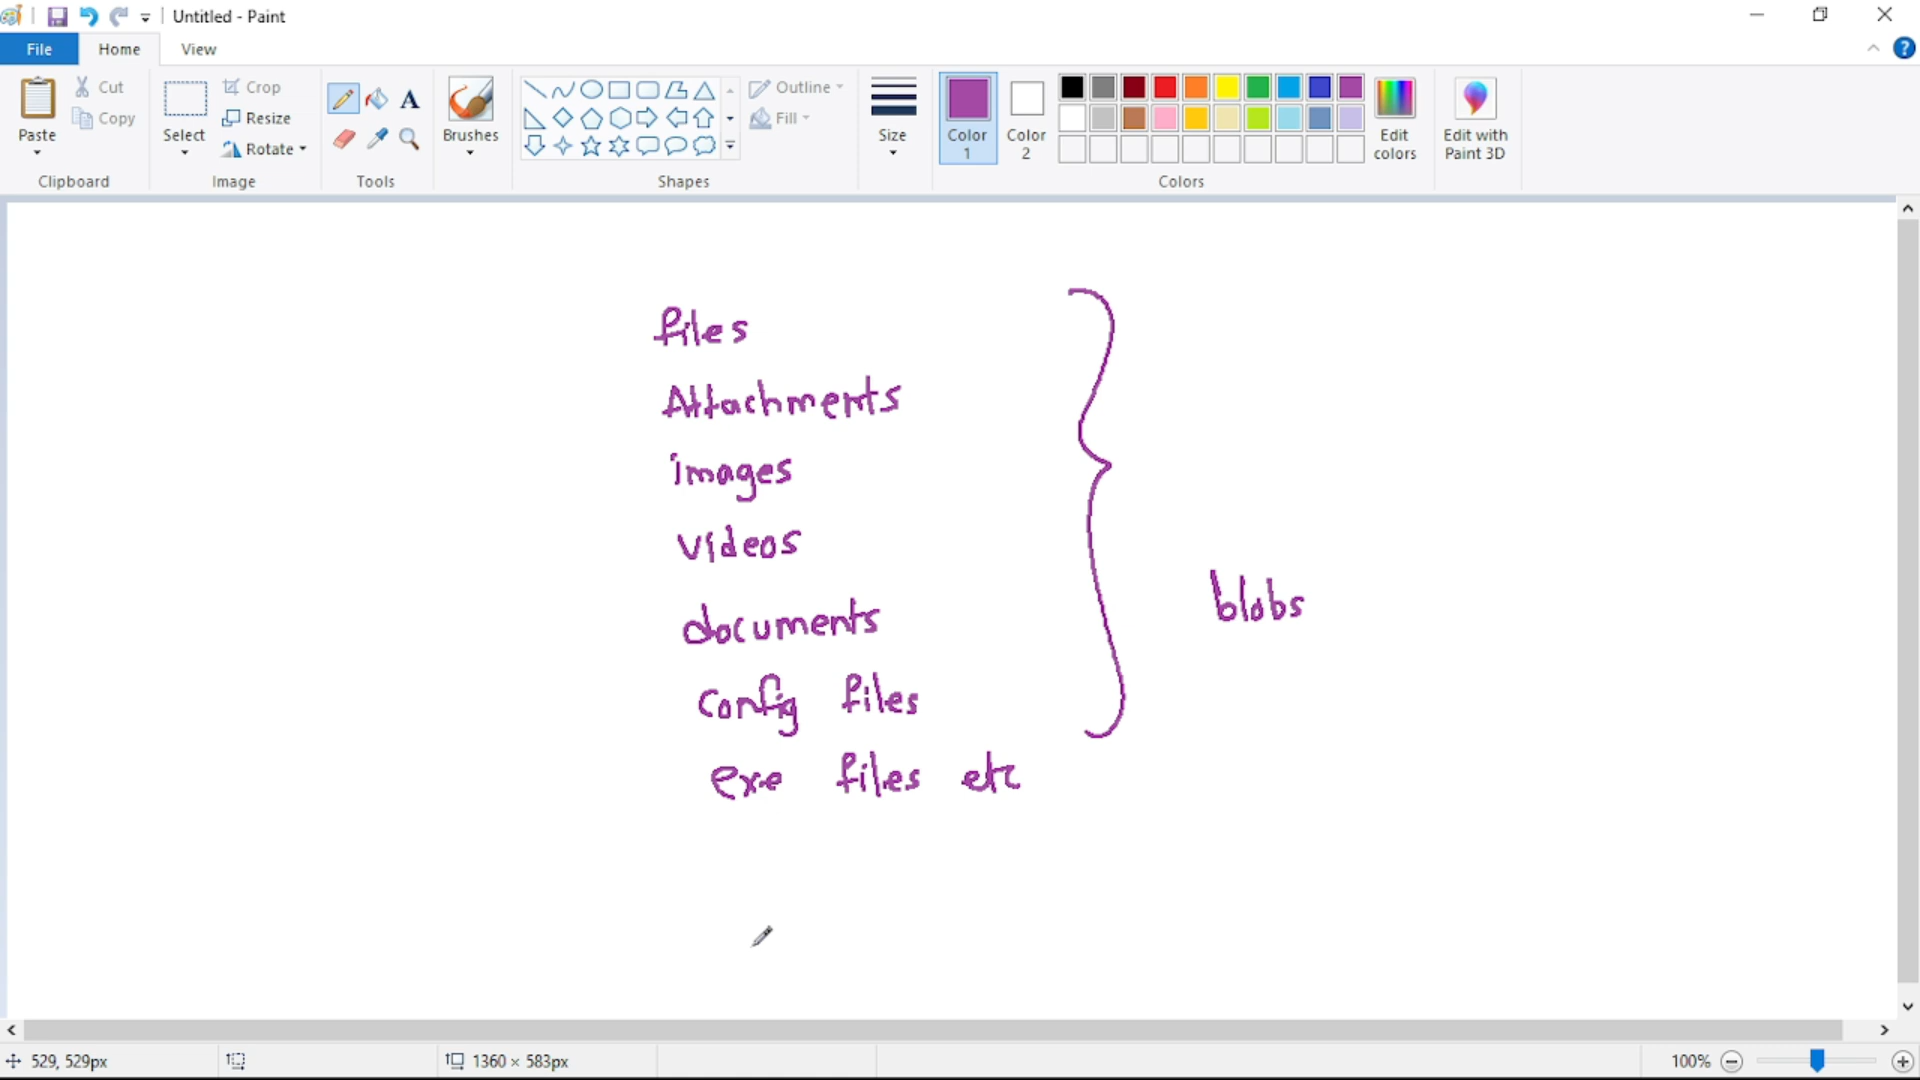 Untitled - Paint
File Home View
Paste
Cut
Copy
Clipboard
Select
Crop
Resize
Rotate
Image
A
Tools
Brushes
Shapes
Outline
Fill
Size
Color 1
Color 2
Edit colors
Edit with Paint 3D
Colors
?
files
Attachments
images
videos
documents
config files
exe files etc
blobs
529, 529px
1360 × 583px
100%